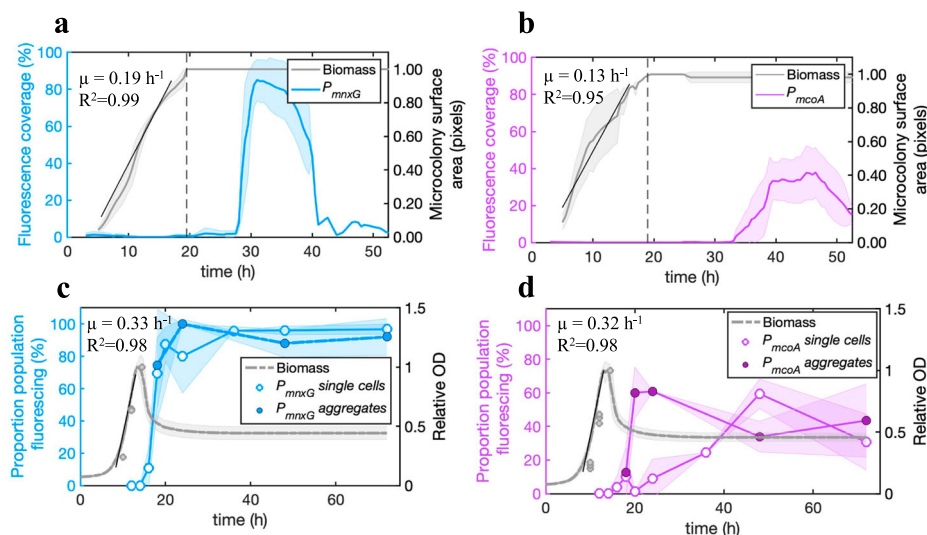 a
Fluorescence coverage (%)
100
80
60
40
20
0
μ = 0.19 h-1
R2=0.99
Biomass
PmnxG
1.00
0.80
0.60
0.40
0.20
0.00
Microcolony surface
area (pixels)
0 10 20 30 40 50
time (h)
b
Fluorescence coverage (%)
100
80
60
40
20
0
μ = 0.13 h-1
R2=0.95
Biomass
PmcoA
1.00
0.80
0.60
0.40
0.20
0.00
Microcolony surface
area (pixels)
0 10 20 30 40 50
time (h)
c
Proportion population
fluorescing (%)
100
80
60
40
20
0
μ = 0.33 h-1
R2=0.98
Biomass
PmnxG single cells
PmnxG aggregates
1.5
1
0.5
0
Relative OD
0 20 40 60
time (h)
d
Proportion population
fluorescing (%)
100
80
60
40
20
0
μ = 0.32 h-1
R2=0.98
Biomass
PmcoA single cells
PmcoA aggregates
1.5
1
0.5
0
Relative OD
0 20 40 60
time (h)